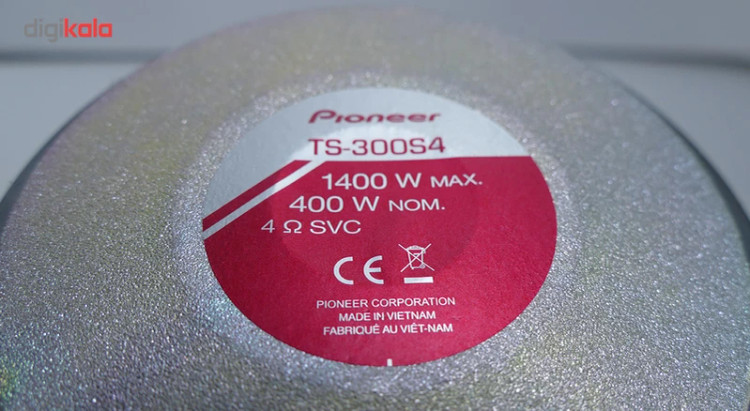 digikala
Pioneer
TS-300S4
1400 W MAX.
400 W NOM.
4 Ω SVC
CE
PIONEER CORPORATION
MADE IN VIETNAM
FABRIQUÉ AU VIÊT-NAM